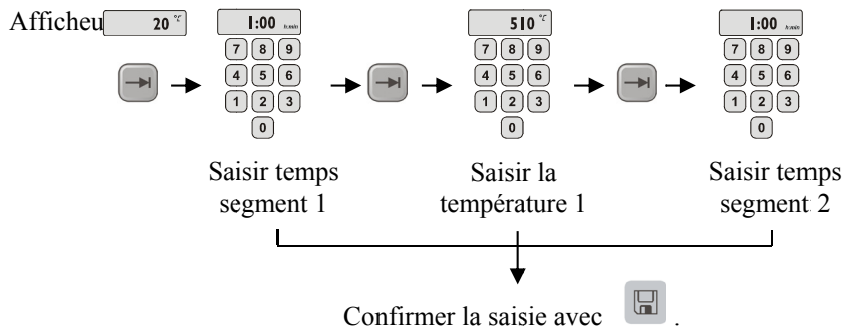 Afficheu 20 °C
1:00 h:min
510 °C
1:00 h:min
7 8 9
7 8 9
7 8 9
4 5 6
4 5 6
4 5 6
1 2 3
1 2 3
1 2 3
0
0
0
Saisir temps
segment 1
Saisir la
température 1
Saisir temps
segment 2
Confirmer la saisie avec .